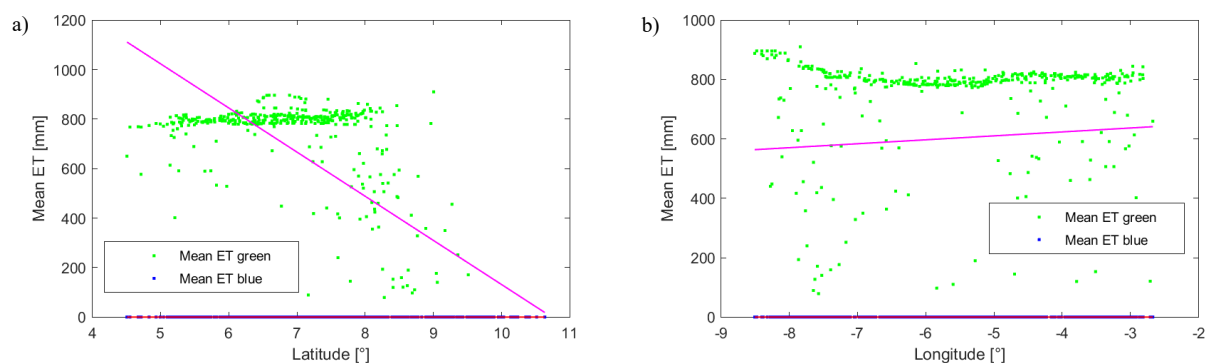 a)
1200
1000
800
600
400
200
0
Mean ET [mm]
Mean ET green
Mean ET blue
4 5 6 7 8 9 10 11
Latitude [°]
b)
1000
800
600
400
200
0
Mean ET [mm]
Mean ET green
Mean ET blue
-9 -8 -7 -6 -5 -4 -3 -2
Longitude [°]